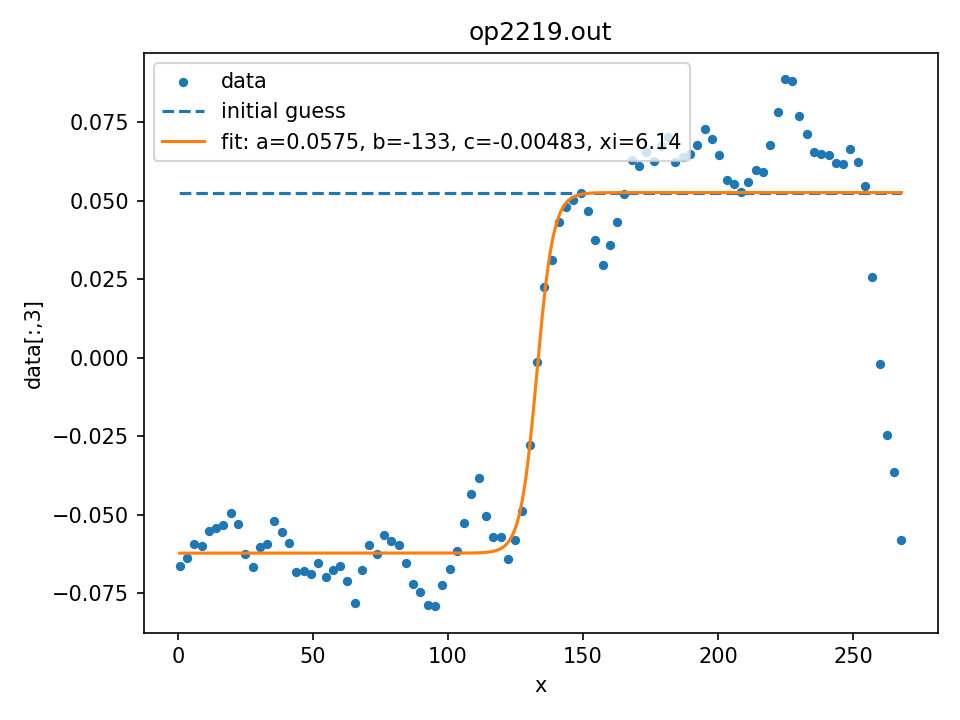 op2219.out
data
initial guess
fit: a=0.0575, b=-133, c=-0.00483, xi=6.14
0.075
0.050
0.025
0.000
−0.025
−0.050
−0.075
data[:,3]
0 50 100 150 200 250
x